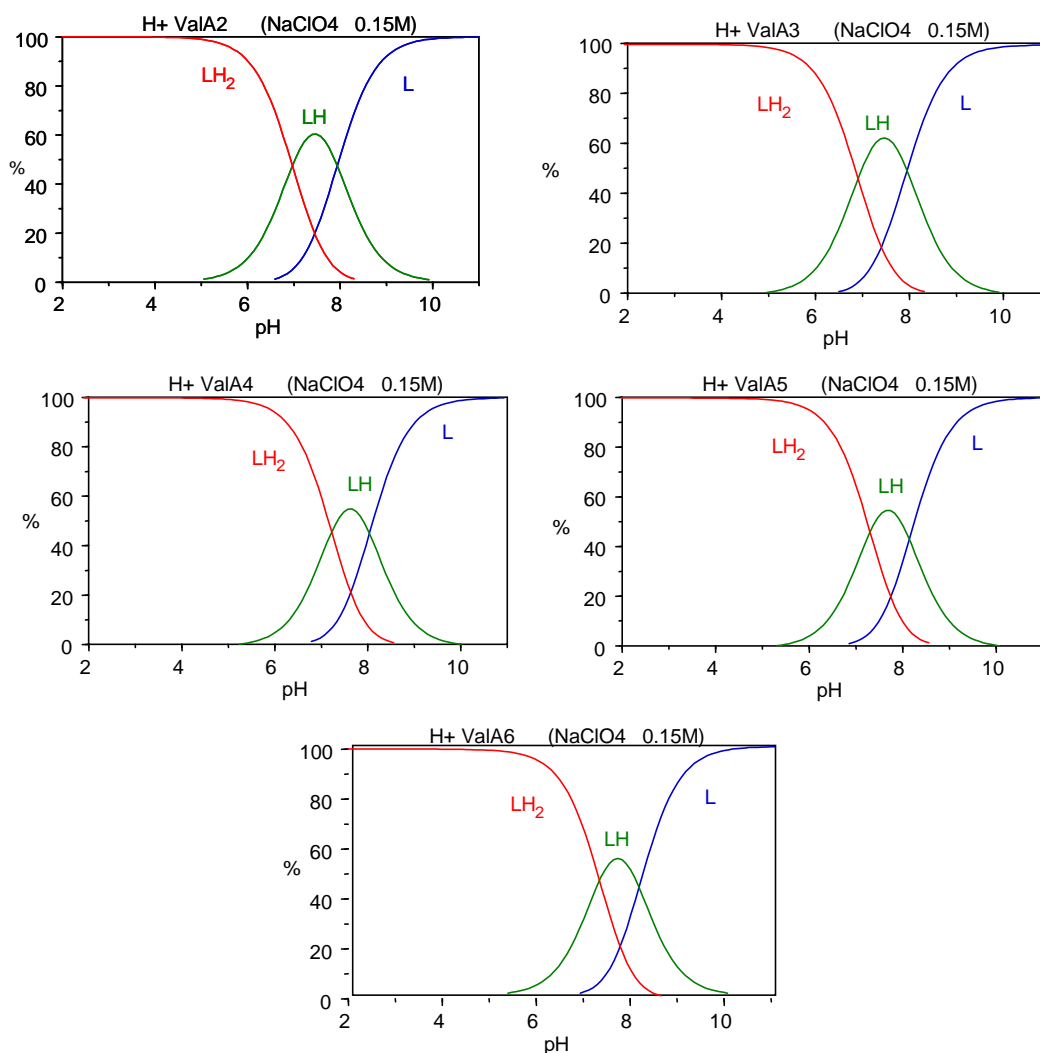 H+ ValA2 (NaClO4 0.15M)
100
80
60
40
20
0
%
LH2
LH
L
2 4 6 8 10
pH
H+ ValA3 (NaClO4 0.15M)
100
80
60
40
20
0
%
LH2
LH
L
2 4 6 8 10
pH
H+ ValA4 (NaClO4 0.15M)
100
80
60
40
20
0
%
LH2
LH
L
2 4 6 8 10
pH
H+ ValA5 (NaClO4 0.15M)
100
80
60
40
20
0
%
LH2
LH
L
2 4 6 8 10
pH
H+ ValA6 (NaClO4 0.15M)
100
80
60
40
20
0
%
LH2
LH
L
2 4 6 8 10
pH